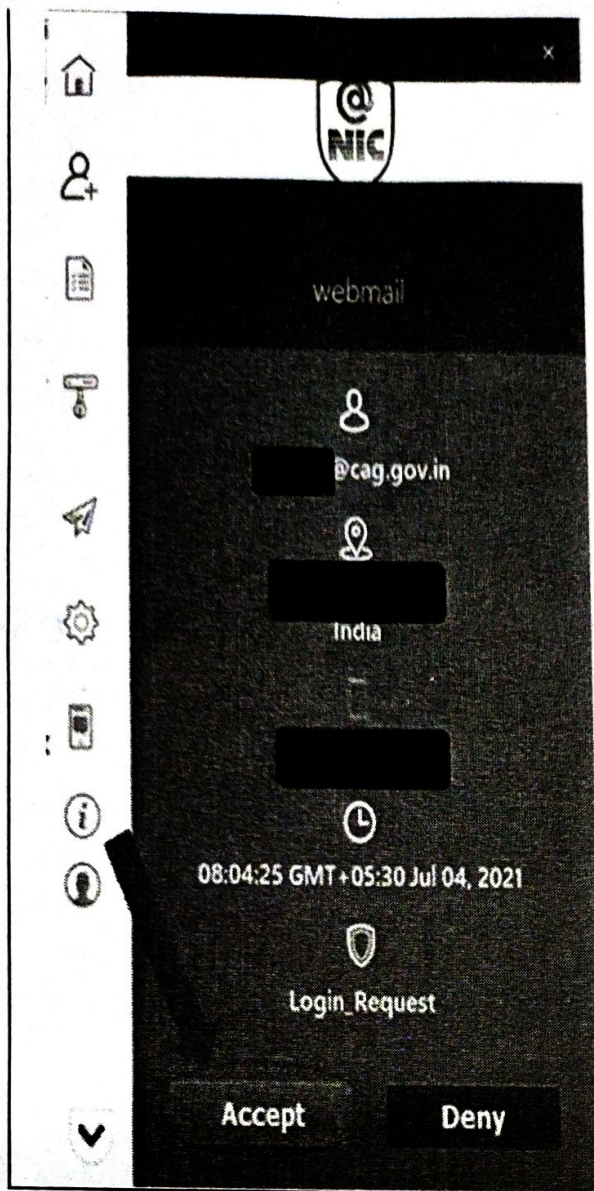 @
NIC
webmail
@cag.gov.in
India
08:04:25 GMT+05:30 Jul 04, 2021
Login_Request
Accept
Deny